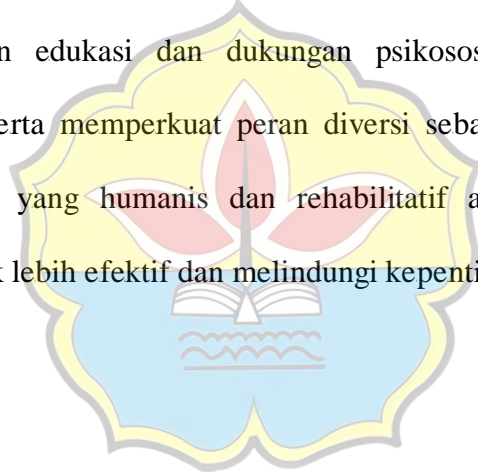 n edukasi dan dukungan psikosos
erta memperkuat peran diversi seba
yang humanis dan rehabilitatif a
k lebih efektif dan melindungi kepenti